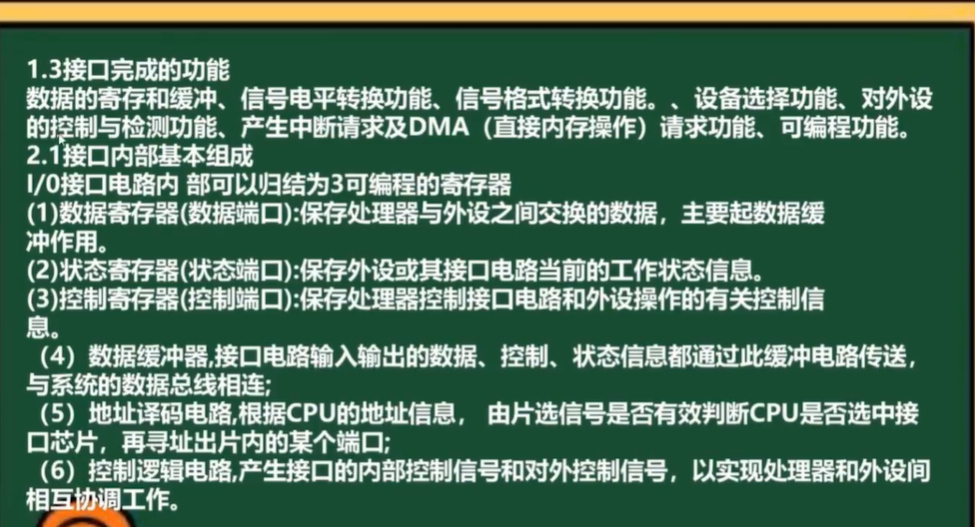 1.3接口完成的功能
数据的寄存和缓冲、信号电平转换功能、信号格式转换功能。、设备选择功能、对外设
的控制与检测功能、产生中断请求及DMA（直接内存操作）请求功能、可编程功能。
2.1接口内部基本组成
I/0接口电路内 部可以归结为3可编程的寄存器
(1)数据寄存器(数据端口):保存处理器与外设之间交换的数据，主要起数据缓
冲作用。
(2)状态寄存器(状态端口):保存外设或其接口电路当前的工作状态信息。
(3)控制寄存器(控制端口):保存处理器控制接口电路和外设操作的有关控制信
息。
（4）数据缓冲器,接口电路输入输出的数据、控制、状态信息都通过此缓冲电路传送，
与系统的数据总线相连;
（5）地址译码电路,根据CPU的地址信息， 由片选信号是否有效判断CPU是否选中接
口芯片，再寻址出片内的某个端口;
（6）控制逻辑电路,产生接口的内部控制信号和对外控制信号，以实现处理器和外设间
相互协调工作。